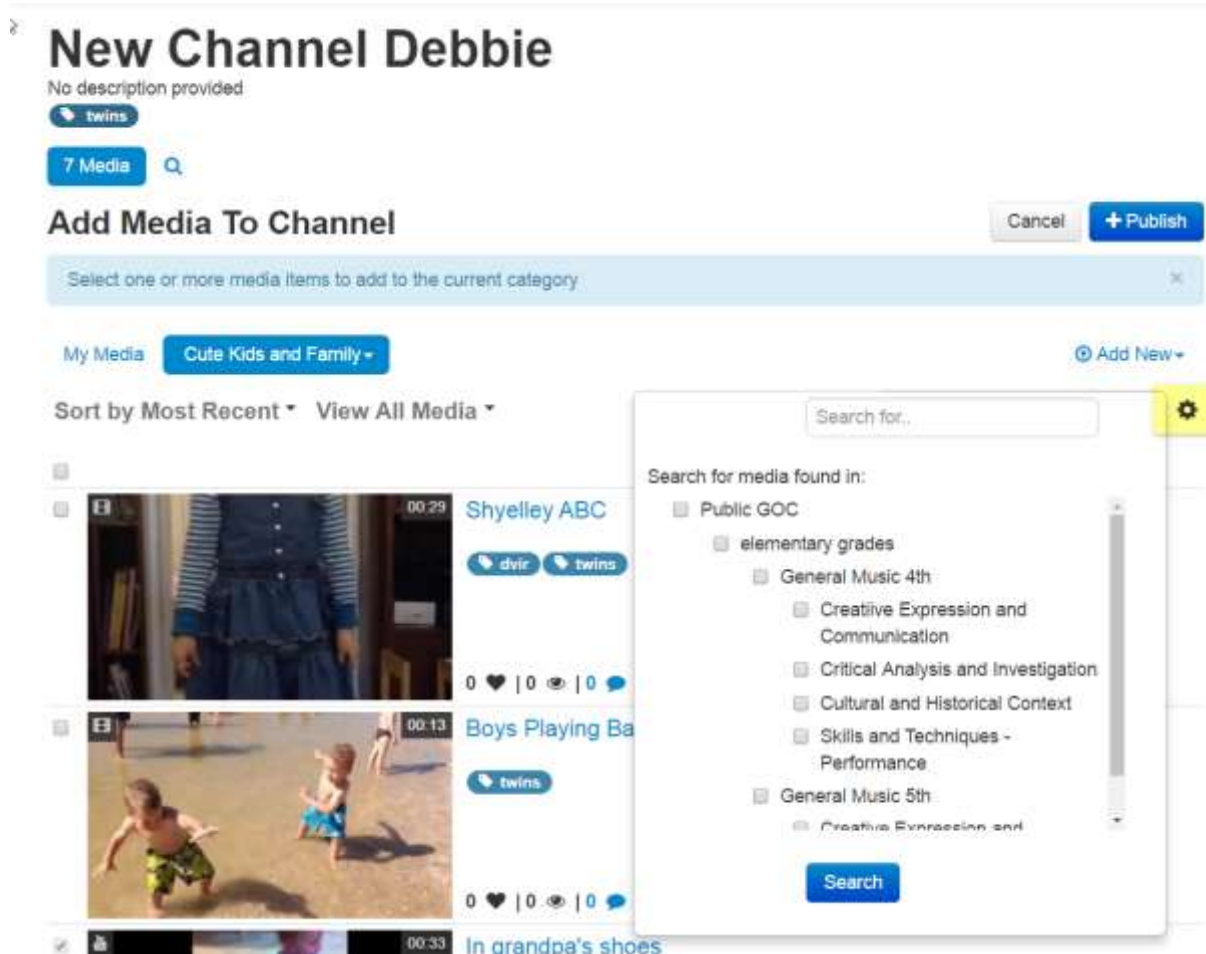 New Channel Debbie
No description provided
twins
7 Media
Add Media To Channel
Cancel
+ Publish
Select one or more media items to add to the current category
×
My Media
Cute Kids and Family
Add New
Sort by Most Recent
View All Media
Search for..
Search for media found in:
Public GOC
elementary grades
General Music 4th
Creatiive Expression and
Communication
Critical Analysis and Investigation
Cultural and Historical Context
Skills and Techniques -
Performance
General Music 5th
Creative Expression and
Search
00:29
Shyelley ABC
dvir
twins
0 | 0 | 0
00:13
Boys Playing Ba
twins
0 | 0 | 0
00:33
In grandpa's shoes